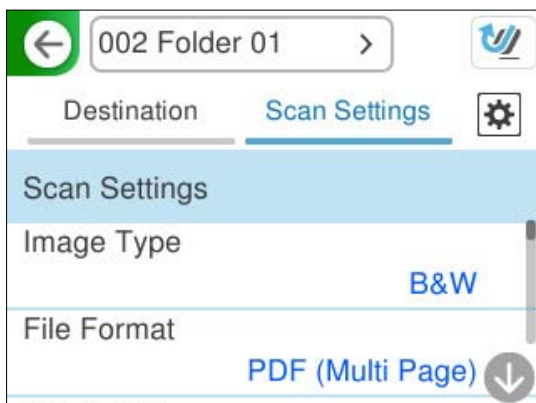 002 Folder 01
Destination Scan Settings
Scan Settings
Image Type
B&W
File Format
PDF (Multi Page)